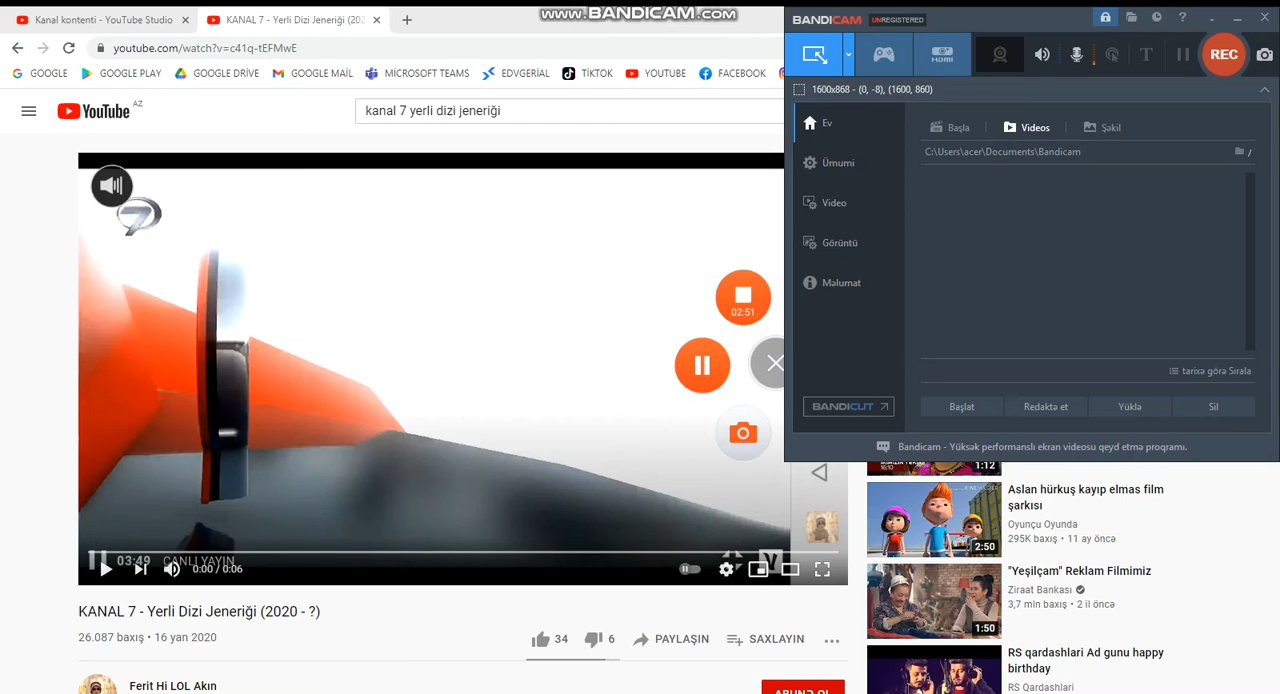 Kanal kontenti - YouTube Studio
KANAL 7 - Yerli Dizi Jeneriği (202
www.BANDICAM.com
youtube.com/watch?v=c41q-tEFMwE
GOOGLE
GOOGLE PLAY
GOOGLE DRİVE
GOOGLE MAİL
MİCROSOFT TEAMS
EDVGERİAL
TİKTOK
YOUTUBE
FACEBOOK
YouTube AZ
kanal 7 yerli dizi jeneriği
BANDICAM UNREGISTERED
HDMI
REC
1600x868 - (0, -8), (1600, 860)
Ev
Ümumi
Video
Görüntü
Məlumat
BANDICUT
Başla
Videos
Şəkil
C:\Users\acer\Documents\Bandicam
tarixə görə Sırala
Başlat
Redaktə et
Yüklə
Sil
Bandicam - Yüksək performanslı ekran videosu qeyd etmə proqramı.
7
02:51
03:49
CANLI YAYIN
0:00 / 0:06
KANAL 7 - Yerli Dizi Jeneriği (2020 - ?)
26.087 baxış • 16 yan 2020
34
6
PAYLAŞIN
SAXLAYIN
Ferit Hi LOL Akın
ABUNƏ OL
1:12
Aslan hürkuş kayıp elmas film
şarkısı
Oyunçu Oyunda
295K baxış • 11 ay öncə
2:50
"Yeşilçam" Reklam Filmimiz
Ziraat Bankası
3,7 mln baxış • 2 il öncə
1:50
RS qardashlari Ad gunu happy
birthday
RS Qardashlari